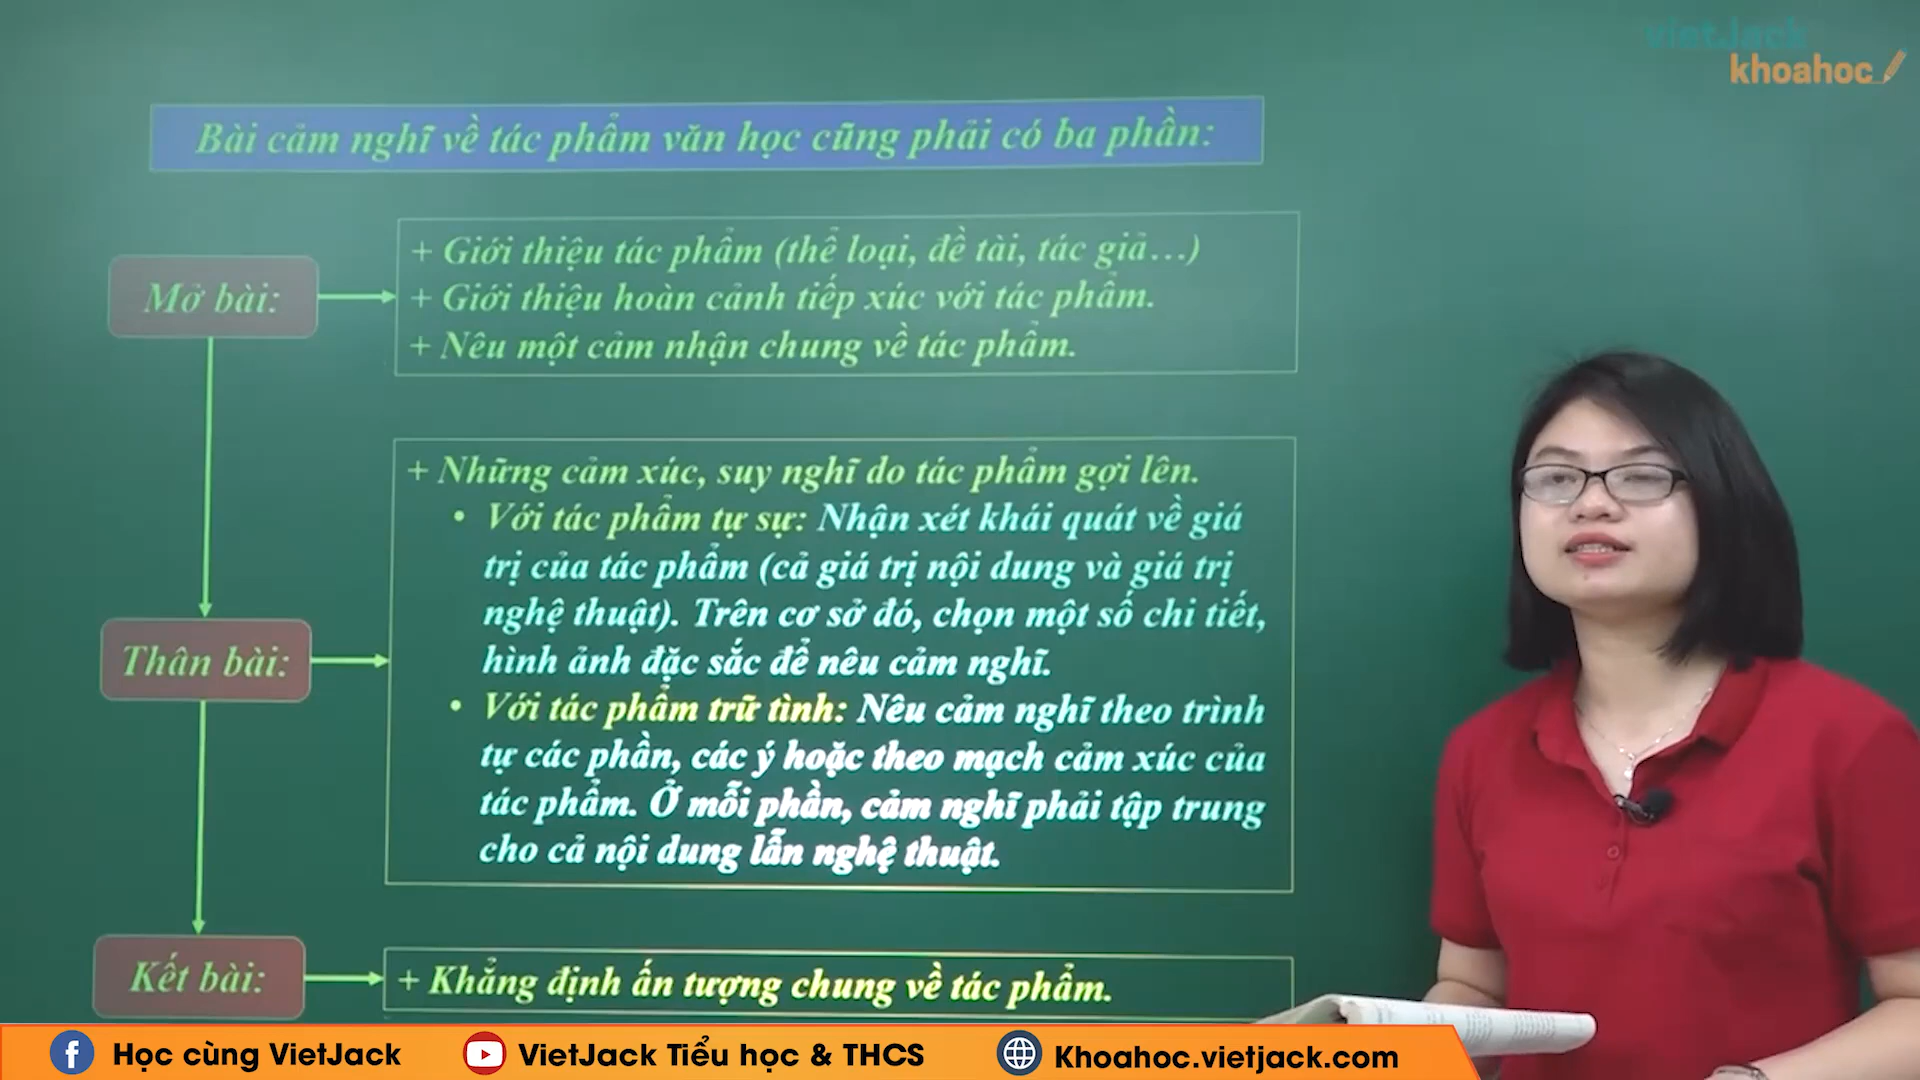 vietJack
khoahoc
Bài cảm nghĩ về tác phẩm văn học cũng phải có ba phần:
Mở bài:
+ Giới thiệu tác phẩm (thể loại, đề tài, tác giả...)
+ Giới thiệu hoàn cảnh tiếp xúc với tác phẩm.
+ Nêu một cảm nhận chung về tác phẩm.
Thân bài:
+ Những cảm xúc, suy nghĩ do tác phẩm gợi lên.
• Với tác phẩm tự sự: Nhận xét khái quát về giá
trị của tác phẩm (cả giá trị nội dung và giá trị
nghệ thuật). Trên cơ sở đó, chọn một số chi tiết,
hình ảnh đặc sắc để nêu cảm nghĩ.
• Với tác phẩm trữ tình: Nêu cảm nghĩ theo trình
tự các phần, các ý hoặc theo mạch cảm xúc của
tác phẩm. Ở mỗi phần, cảm nghĩ phải tập trung
cho cả nội dung lẫn nghệ thuật.
Kết bài:
+ Khẳng định ấn tượng chung về tác phẩm.
Học cùng VietJack
VietJack Tiểu học & THCS
Khoahoc.vietjack.com